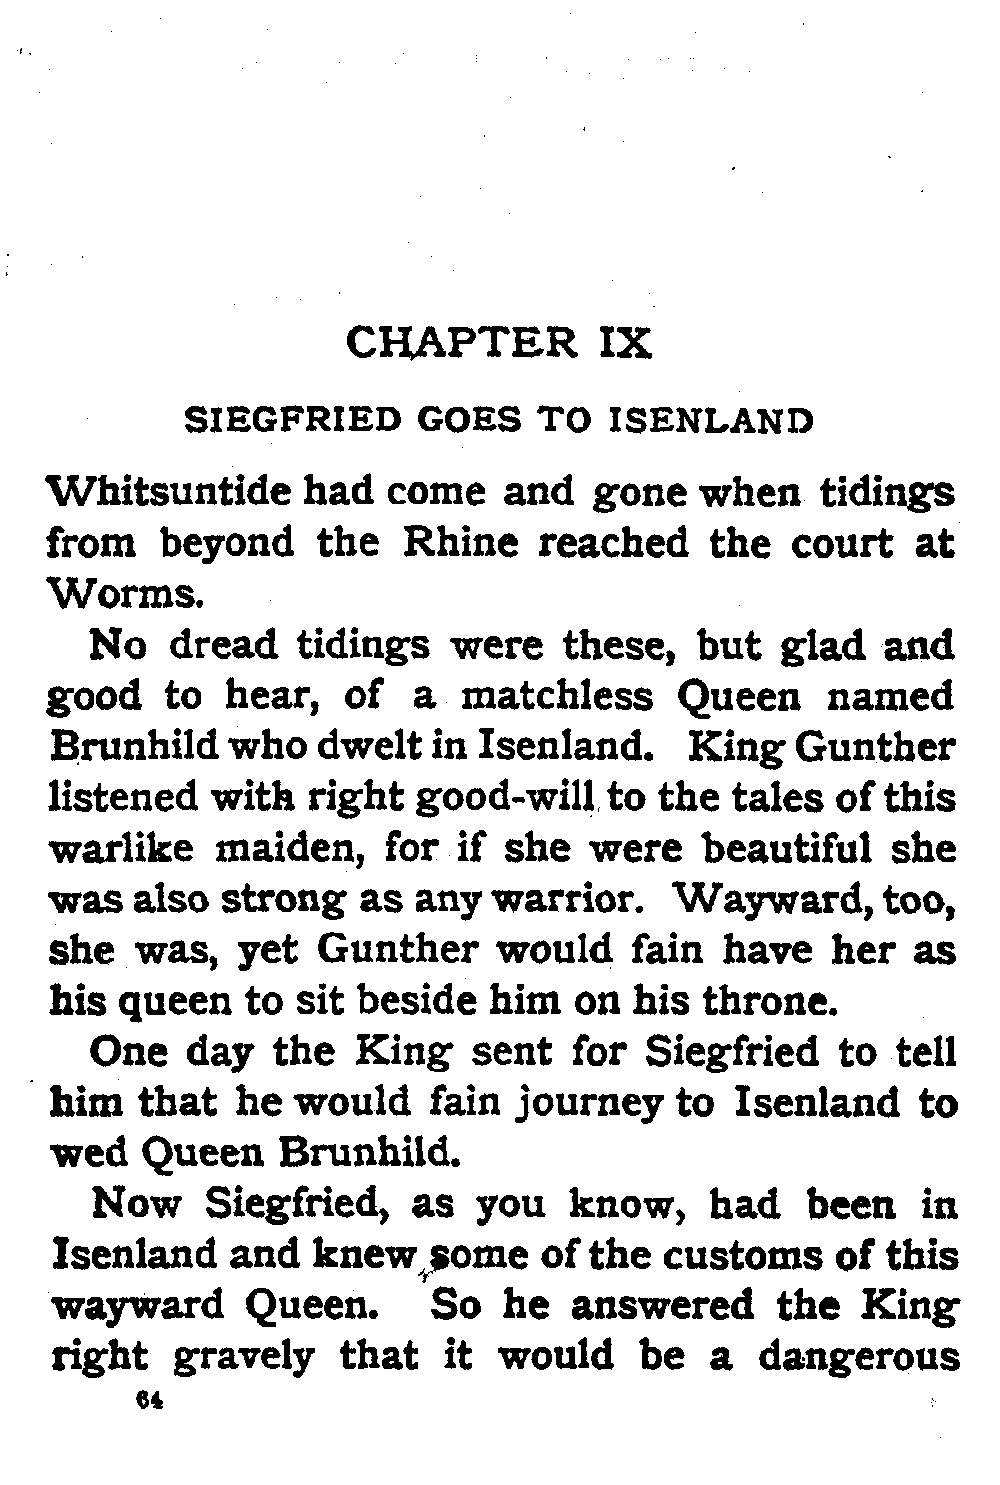 CHAPTER IX
SIEGFRIED GOES TO ISENLAND
Whitsuntide had come and gone when tidings
from beyond the Rhine reached the court at
Worms.
No dread tidings were these, but glad and
good to hear, of a matchless Queen named
Brunhild who dwelt in Isenland. King Gunther
listened with right good-will to the tales of this
warlike maiden, for if she were beautiful she
was also strong as any warrior. Wayward, too,
she was, yet Gunther would fain have her as
his queen to sit beside him on his throne.
One day the King sent for Siegfried to tell
him that he would fain journey to Isenland to
wed Queen Brunhild.
Now Siegfried, as you know, had been in
Isenland and knew some of the customs of this
wayward Queen. So he answered the King
right gravely that it would be a dangerous
64